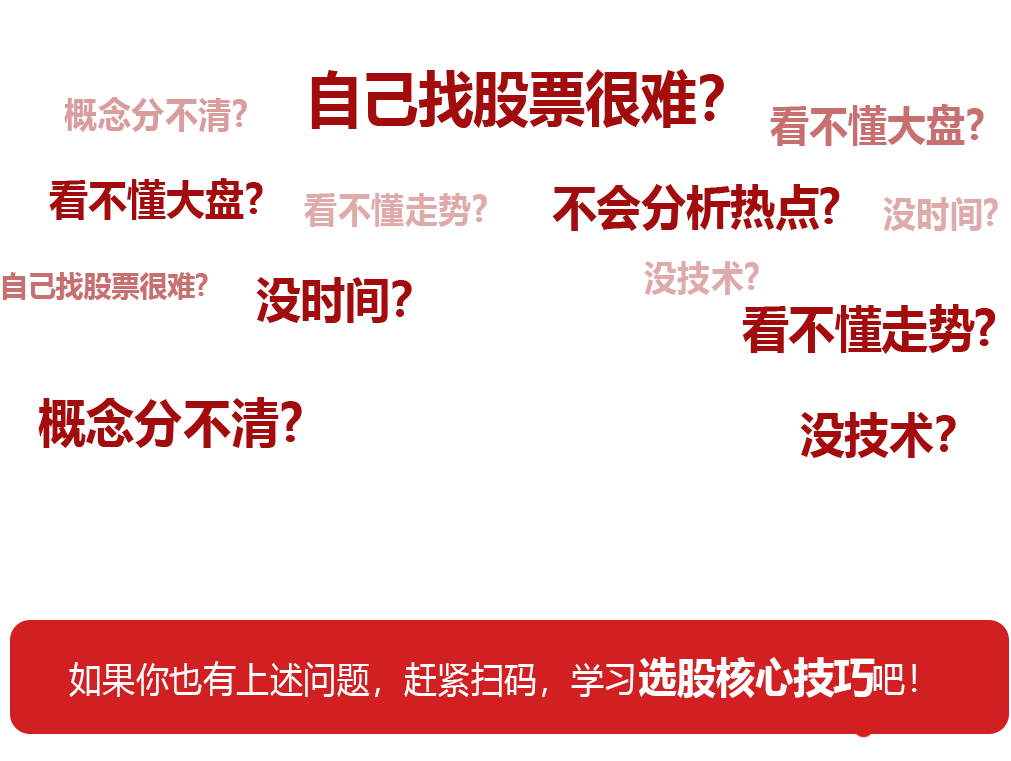 自己找股票很难?
概念分不清?
看不懂大盘?
看不懂大盘?
看不懂走势?
不会分析热点?
没时间?
自己找股票很难?
没时间?
没技术?
看不懂走势?
概念分不清?
没技术?
如果你也有上述问题，赶紧扫码，学习选股核心技巧吧！